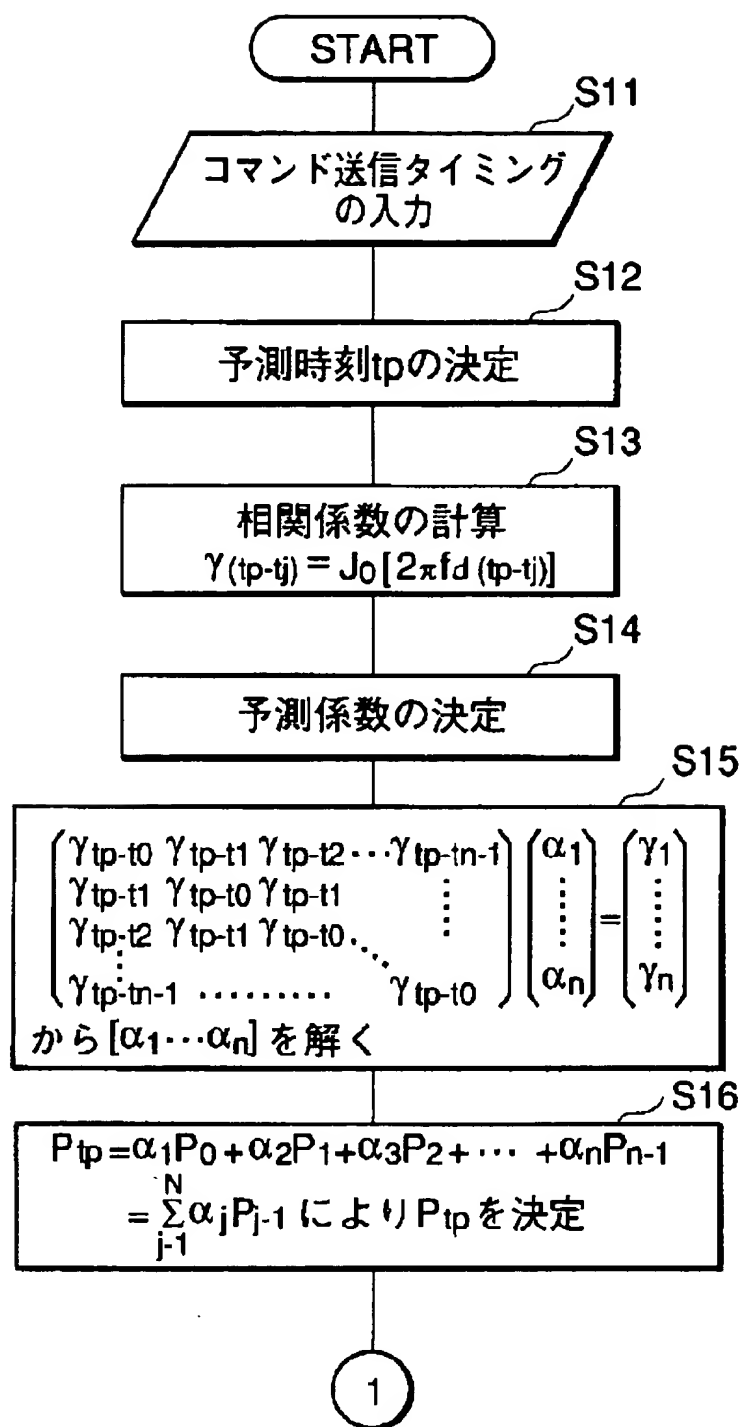 START
S11
コマンド送信タイミング
の入力
S12
予測時刻tpの決定
S13
相関係数の計算
γ(tp-tj) = J0 [2πfd (tp-tj)]
S14
予測係数の決定
S15
γtp-t0 γtp-t1 γtp-t2 ··· γtp-tn-1 α1 γ1
γtp-t1 γtp-t0 γtp-t1
γtp-t2 γtp-t1 γtp-t0 =
γtp-tn-1 ········· γtp-t0 αn γn
から [α1···αn] を解く
S16
Ptp=α1P0+α2P1+α3P2+ ··· +αnPn-1
N
= Σ αjPj-1 により Ptp を決定
j-1
1